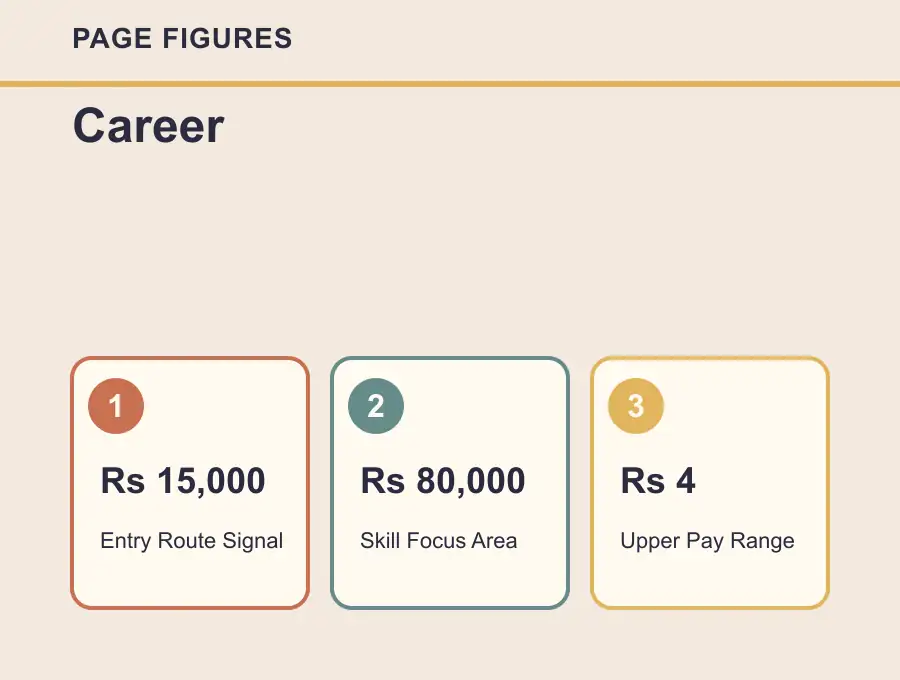 PAGE FIGURES
Career
1
Rs 15,000
Entry Route Signal
2
Rs 80,000
Skill Focus Area
3
Rs 4
Upper Pay Range